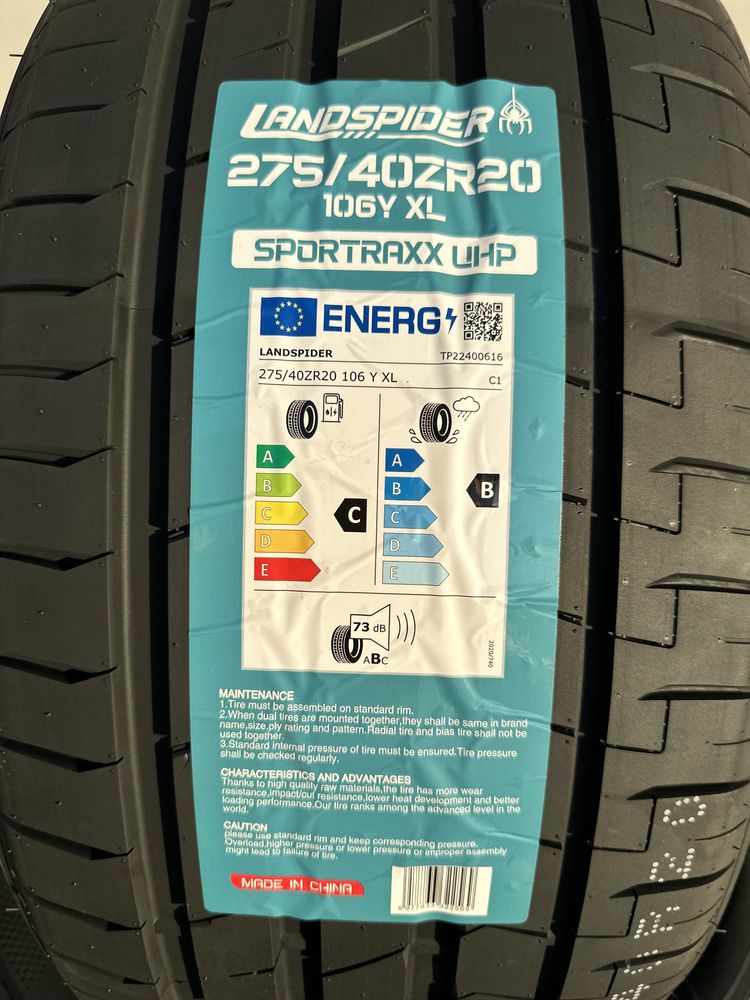 LANDSPIDER
275/40ZR20
106Y XL
SPORTRAXX UHP
ENERG
LANDSPIDER TP22400616
275/40ZR20 106 Y XL C1
A A
B B B
C C C
D D
E E
73 dB
ABC
2020/740
MAINTENANCE
1.Tire must be assembled on standard rim.
2.When dual tires are mounted together,they shall be same in brand
name,size,ply rating and pattern.Radial tire and bias tire shall not be
used together.
3.Standard internal pressure of tire must be ensured.Tire pressure
shall be checked regularly.
CHARACTERISTICS AND ADVANTAGES
Thanks to high quality raw materials,the tire has more wear
resistance,impact/cut resistance,lower heat development and better
loading performance.Our tire ranks among the advanced level in the
world.
CAUTION
please use standard rim and keep corresponding pressure.
Overload,higher pressure or lower pressure or improper assembly
might lead to failure of tire.
MADE IN CHINA